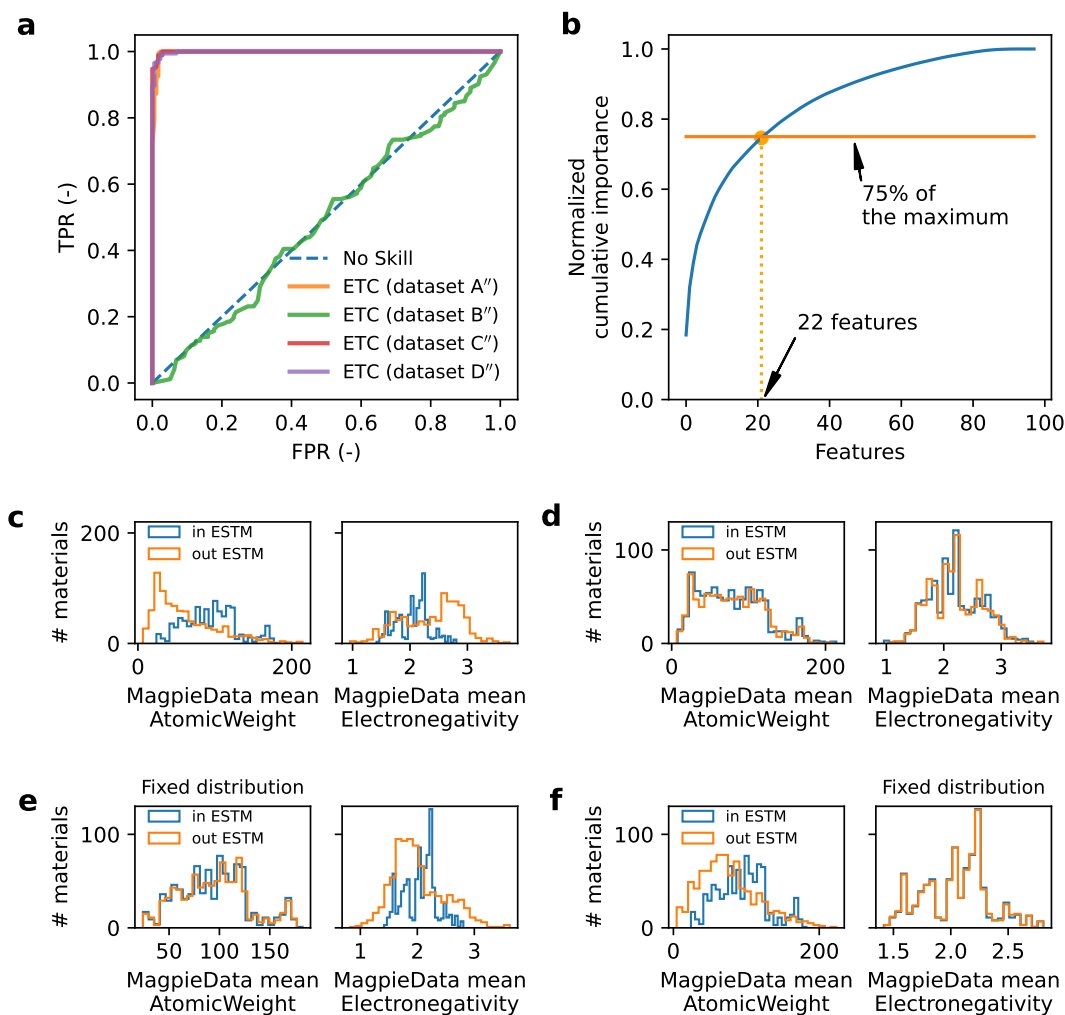 a
1.0
0.8
0.6
0.4
0.2
0.0
TPR (-)
No Skill
ETC (dataset A″)
ETC (dataset B″)
ETC (dataset C″)
ETC (dataset D″)
0.0 0.2 0.4 0.6 0.8 1.0
FPR (-)
b
1.0
0.8
0.6
0.4
0.2
0.0
Normalized
cumulative importance
75% of
the maximum
22 features
0 20 40 60 80 100
Features
c
200
0
# materials
in ESTM
out ESTM
0 200
MagpieData mean
AtomicWeight
1 2 3
MagpieData mean
Electronegativity
d
100
0
# materials
in ESTM
out ESTM
0 100 200
MagpieData mean
AtomicWeight
1 2 3
MagpieData mean
Electronegativity
e
Fixed distribution
100
0
# materials
in ESTM
out ESTM
50 100 150
MagpieData mean
AtomicWeight
1 2 3
MagpieData mean
Electronegativity
f
100
0
# materials
in ESTM
out ESTM
0 100 200
MagpieData mean
AtomicWeight
Fixed distribution
1.5 2.0 2.5
MagpieData mean
Electronegativity